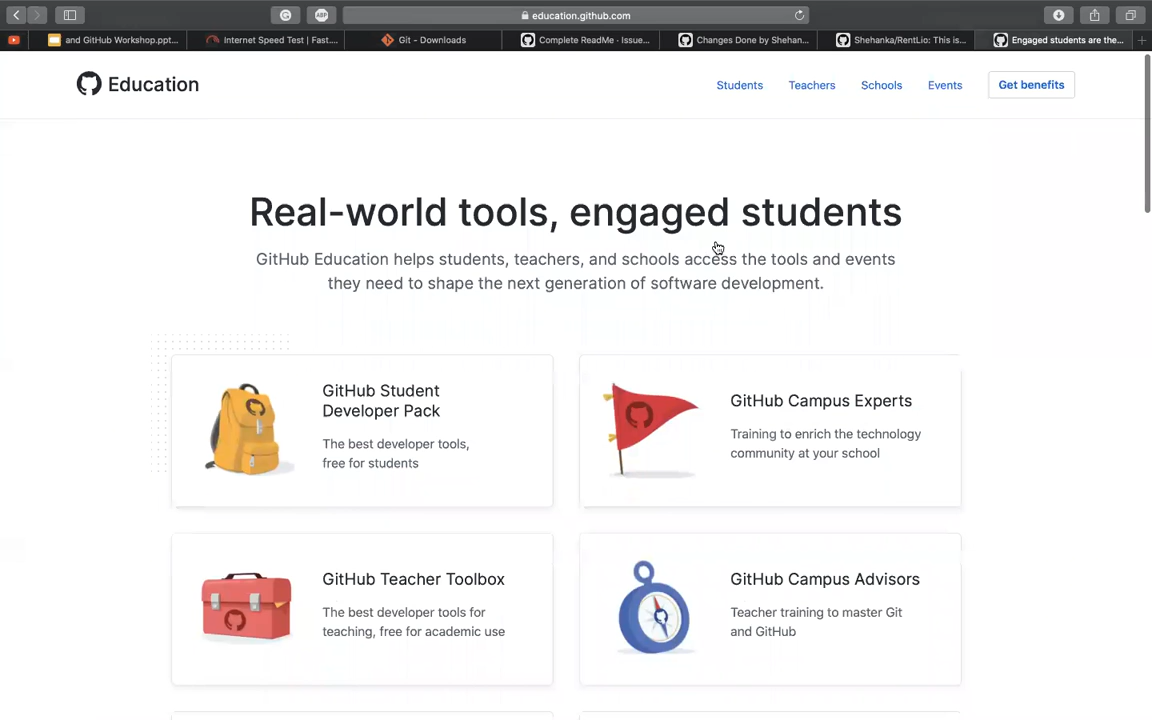 education.github.com
and GitHub Workshop.ppt...
Internet Speed Test | Fast....
Git - Downloads
Complete ReadMe · Issue...
Changes Done by Shehan...
Shehanka/RentLio: This is...
Engaged students are the...
Education
Students
Teachers
Schools
Events
Get benefits
Real-world tools, engaged students
GitHub Education helps students, teachers, and schools access the tools and events
they need to shape the next generation of software development.
GitHub Student
Developer Pack
The best developer tools,
free for students
GitHub Campus Experts
Training to enrich the technology
community at your school
GitHub Teacher Toolbox
The best developer tools for
teaching, free for academic use
GitHub Campus Advisors
Teacher training to master Git
and GitHub